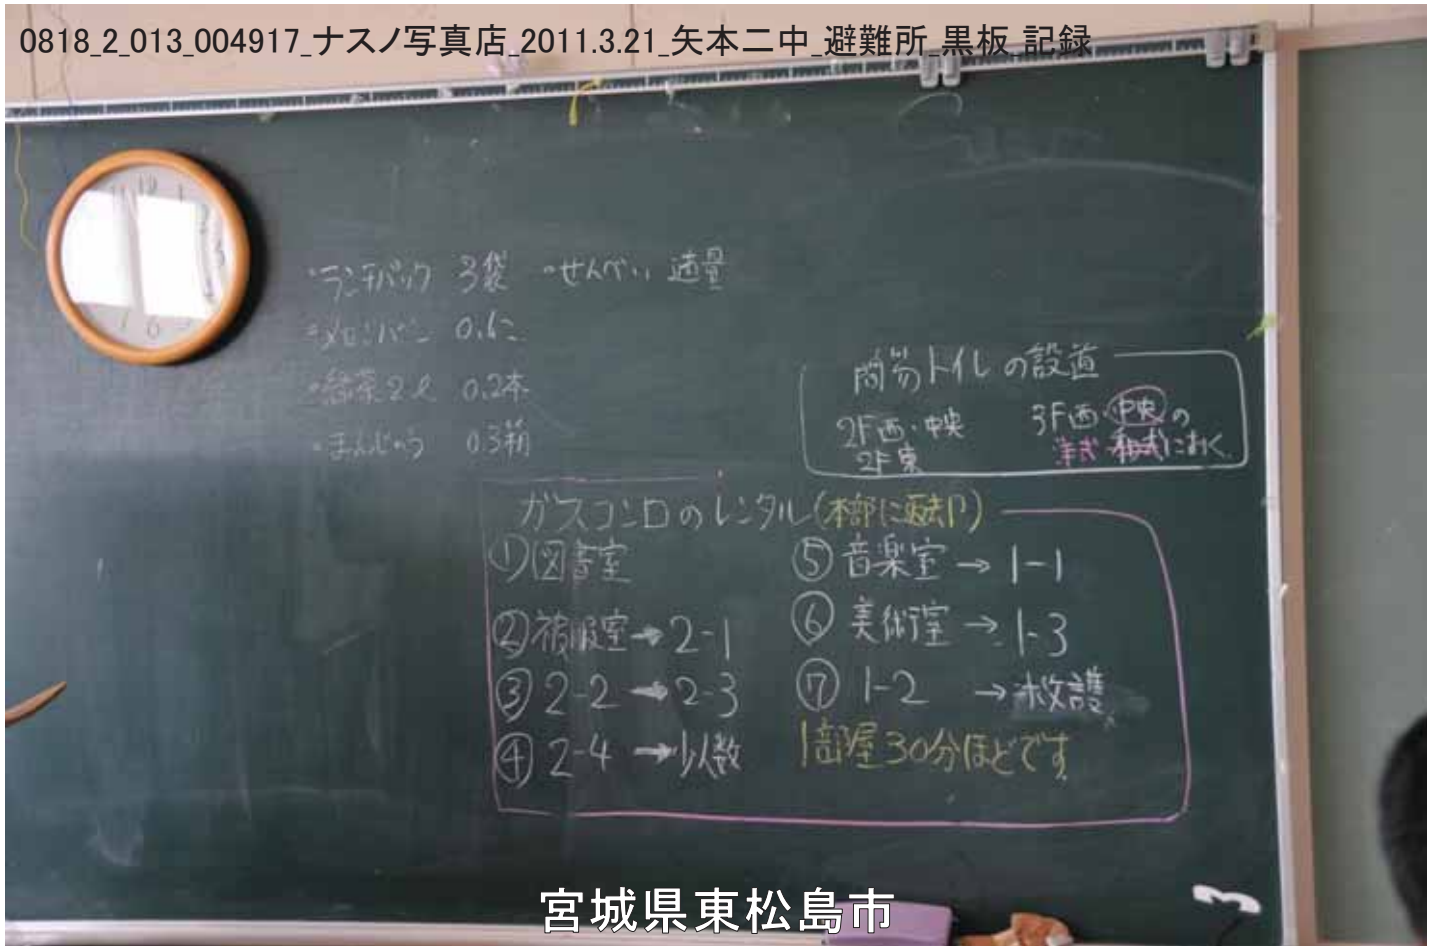 0818_2_013_004917_ナスノ写真店_2011.3.21_矢本二中_避難所_黒板_記録
12 1
2
3
4
11
7 6
・ランチパック 3袋 ・せんべい 適量
・メロンパン 0.6こ
・緑茶2ℓ 0.2本
・まんじゅう 0.3箱
簡易トイレの設置
2F西・中央 3F西・中央の
2F東 洋式 和式におく
ガスコンロのレンタル(本部に返却)
①図書室 ⑤音楽室→1-1
②被服室→2-1 ⑥美術室→1-3
③2-2→2-3 ⑦1-2→救護
④2-4→少人数 1部屋30分ほどです
宮城県東松島市